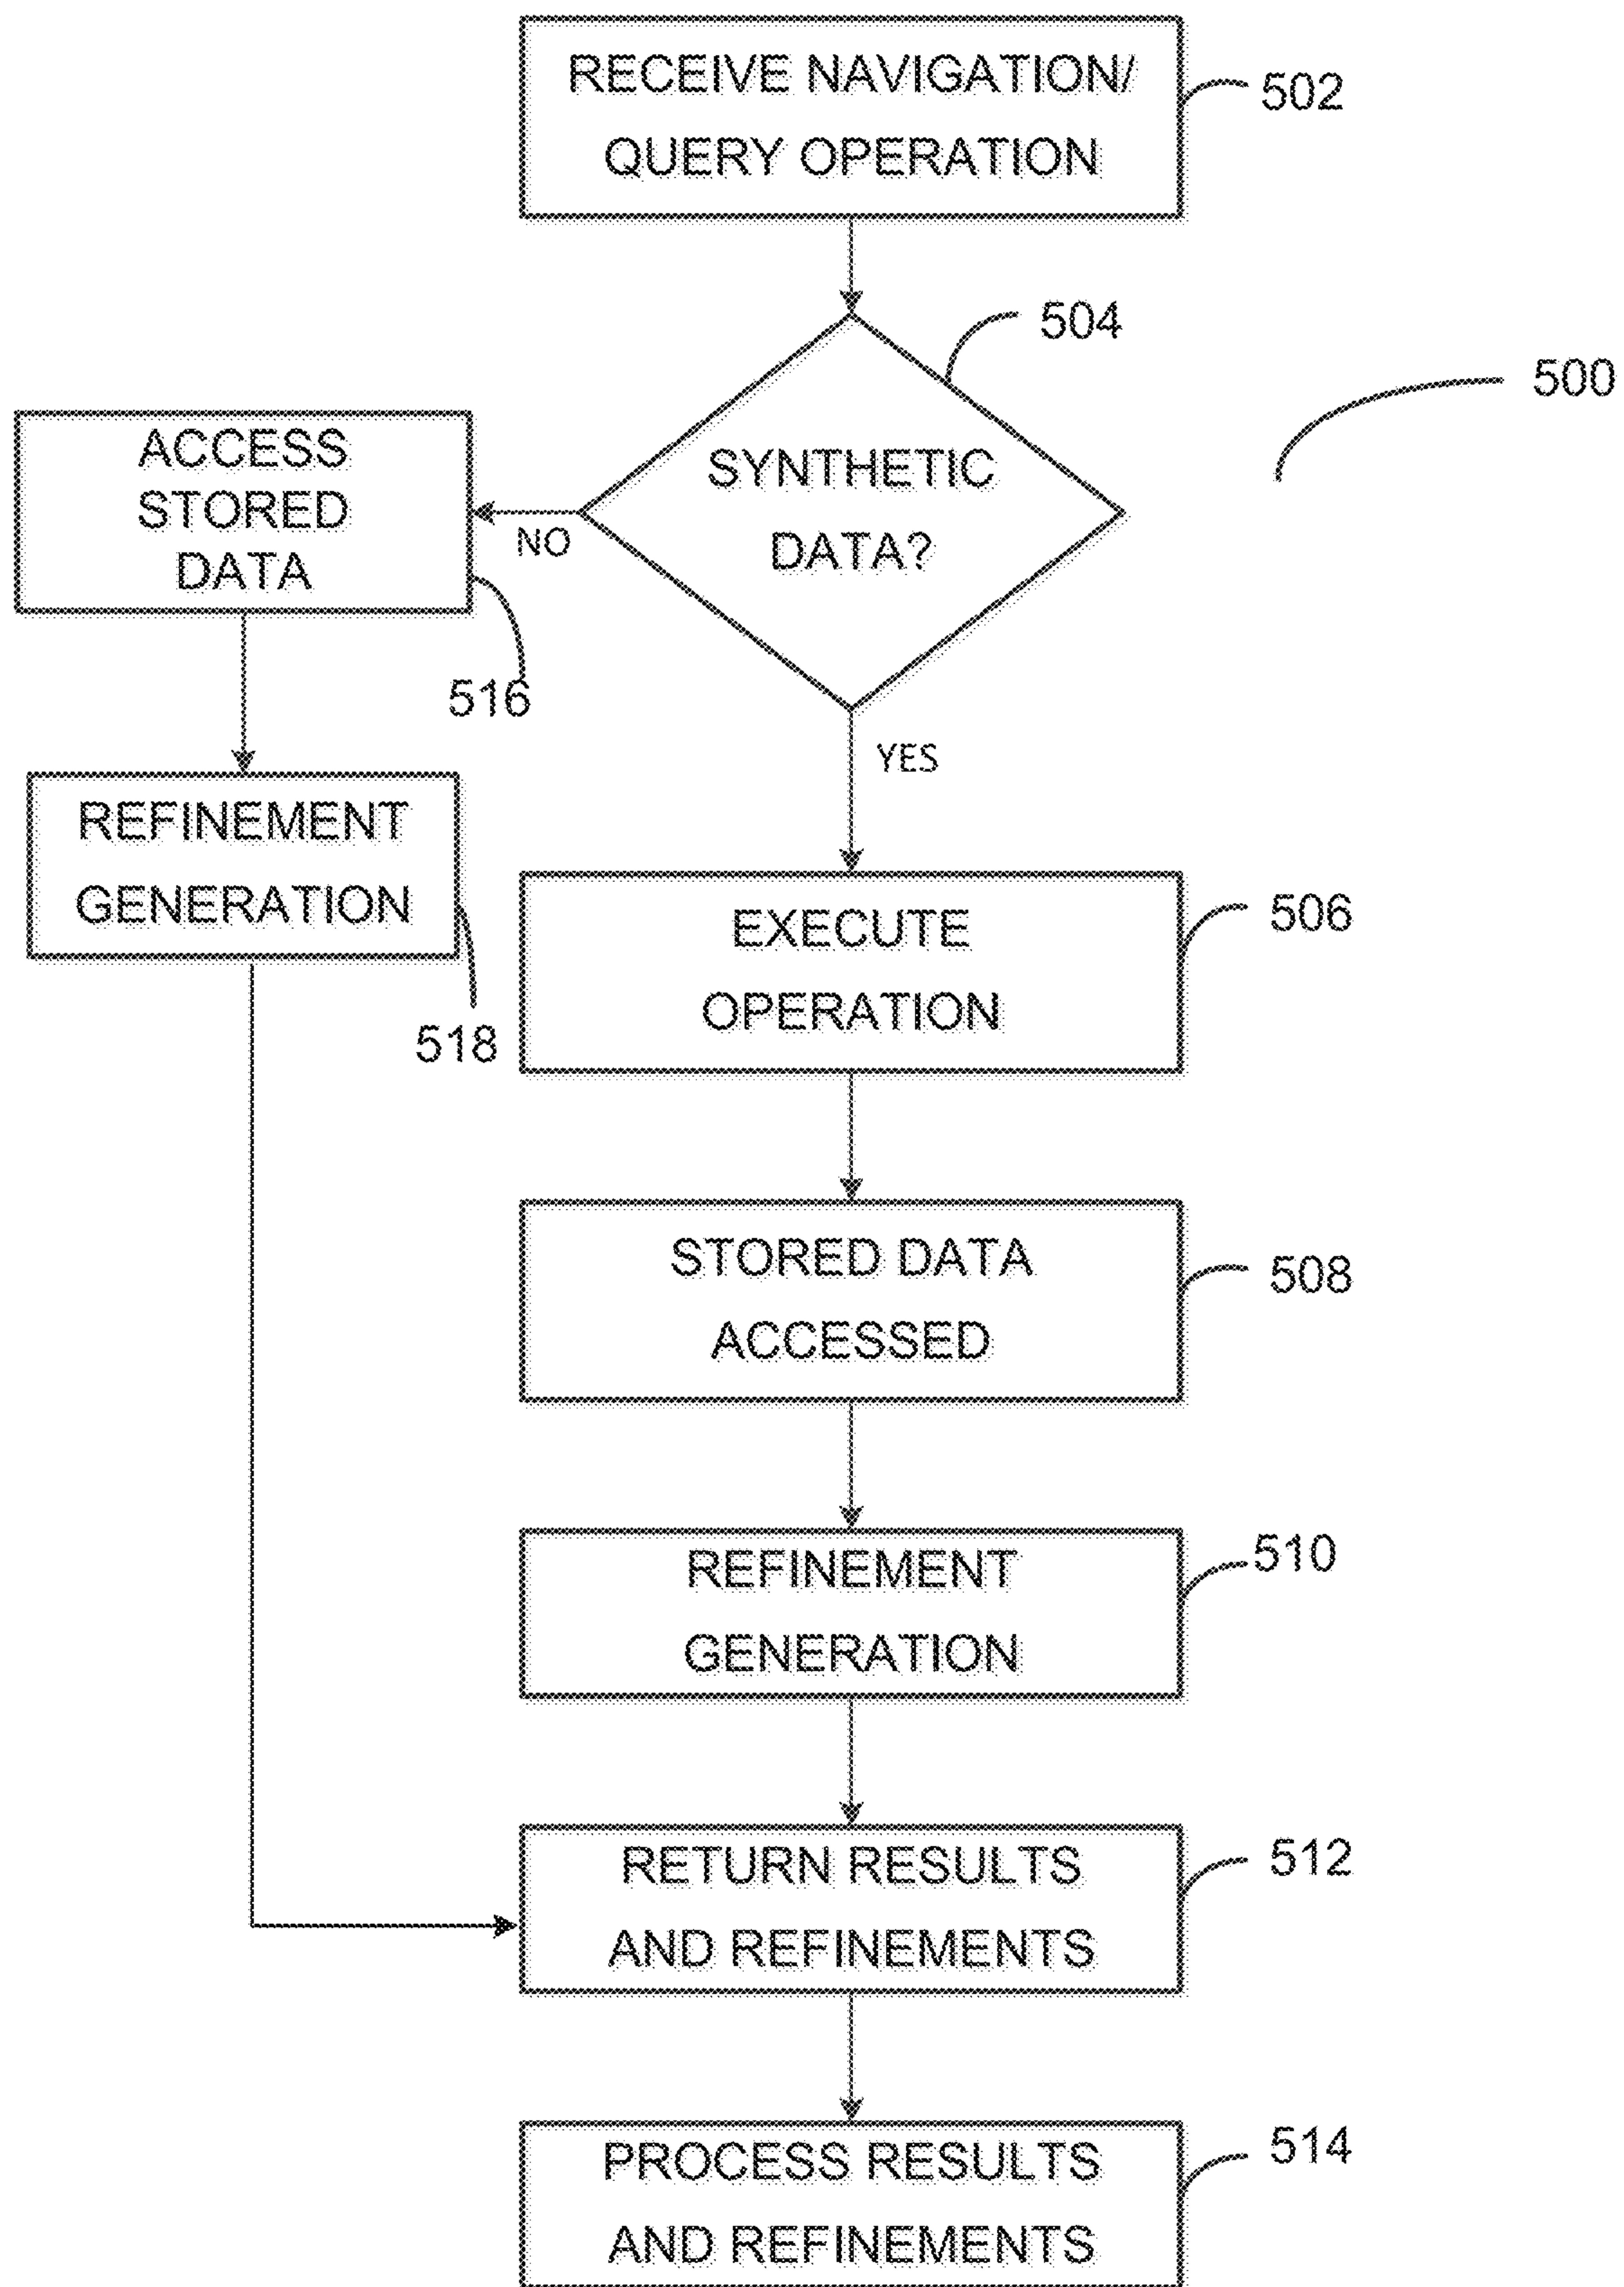 RECEIVE NAVIGATION/
QUERY OPERATION
502
504
500
SYNTHETIC
DATA?
NO
YES
ACCESS
STORED
DATA
516
REFINEMENT
GENERATION
518
EXECUTE
OPERATION
506
STORED DATA
ACCESSED
508
REFINEMENT
GENERATION
510
RETURN RESULTS
AND REFINEMENTS
512
PROCESS RESULTS
AND REFINEMENTS
514